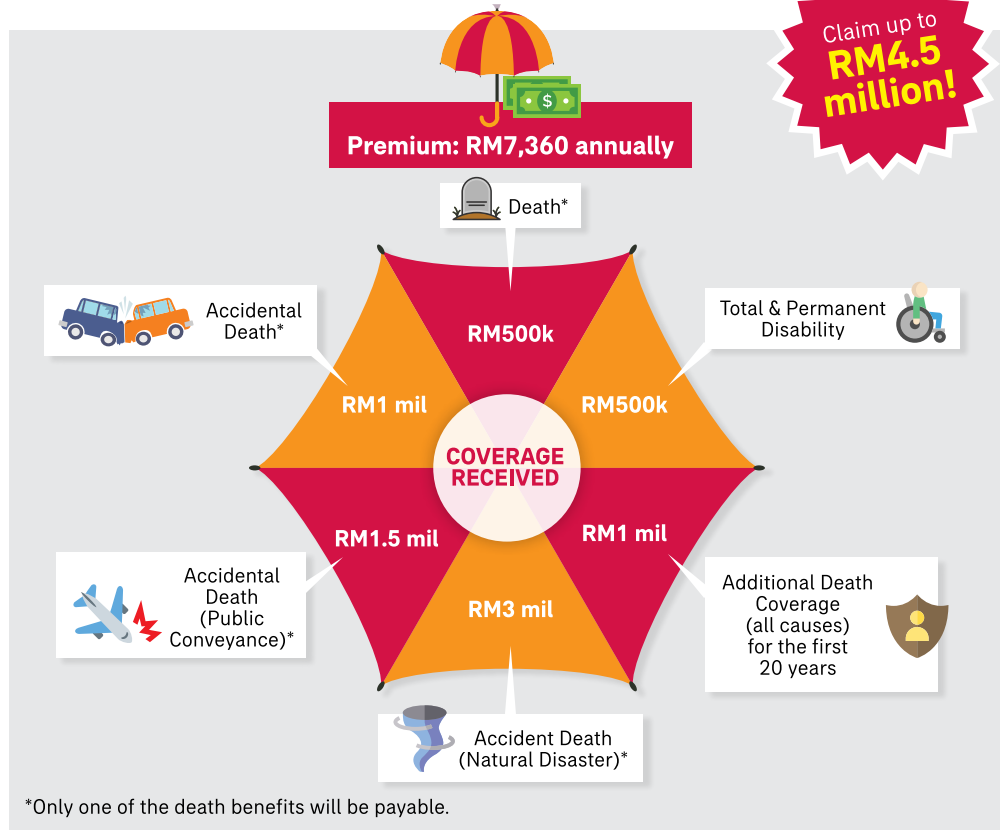 Claim up to
RM4.5
million!
$
Premium: RM7,360 annually
Death*
RM500k
Accidental
Death*
RM1 mil
Total & Permanent
Disability
RM500k
COVERAGE
RECEIVED
RM1.5 mil
Accidental
Death
(Public
Conveyance)*
RM1 mil
Additional Death
Coverage
(all causes)
for the first
20 years
RM3 mil
Accident Death
(Natural Disaster)*
*Only one of the death benefits will be payable.